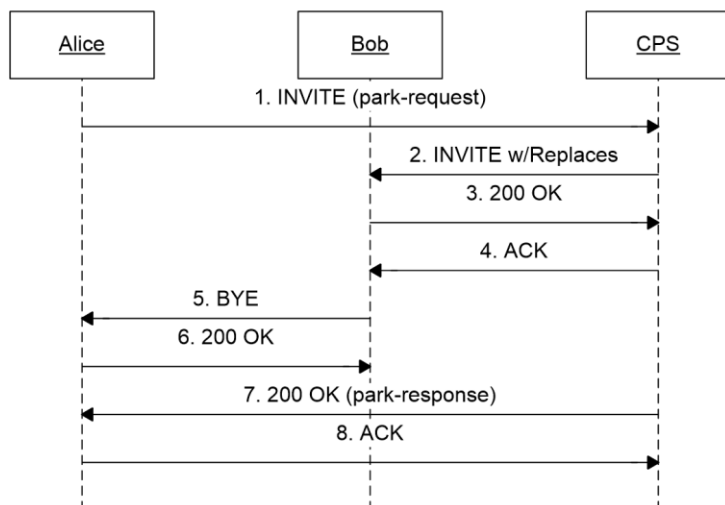 Alice
Bob
CPS
1. INVITE (park-request)
2. INVITE w/Replaces
3. 200 OK
4. ACK
5. BYE
6. 200 OK
7. 200 OK (park-response)
8. ACK